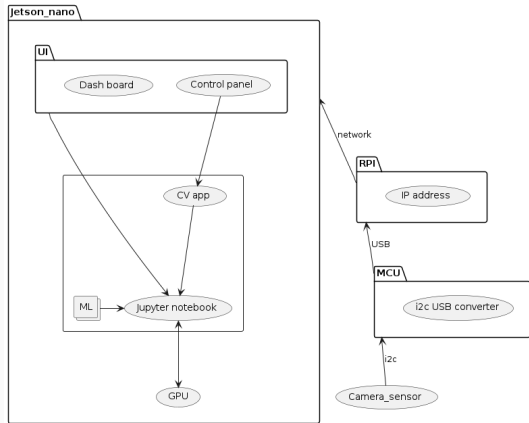 Jetson_nano
UI
Dash board
Control panel
network
RPI
CV app
IP address
USB
MCU
ML
Jupyter notebook
i2c USB converter
i2c
GPU
Camera_sensor